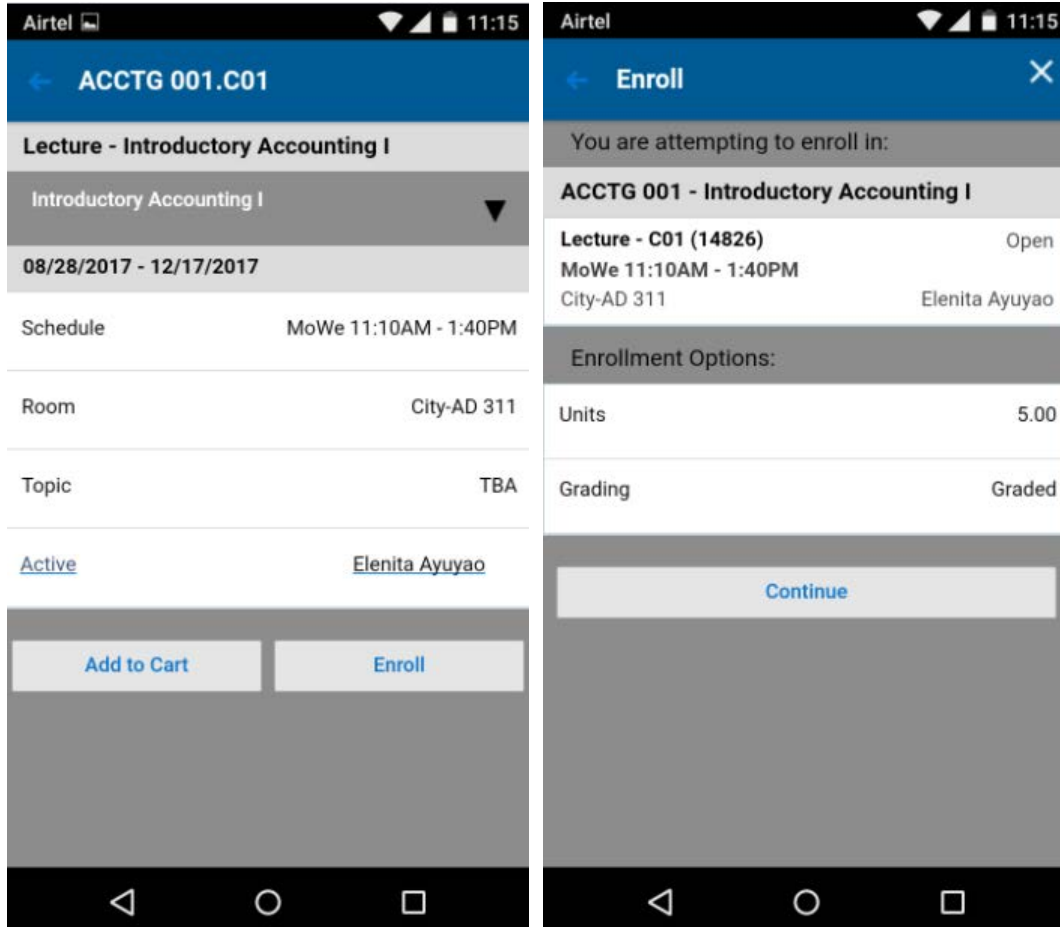 Airtel 11:15
ACCTG 001.C01
Lecture - Introductory Accounting I
Introductory Accounting I
08/28/2017 - 12/17/2017
Schedule MoWe 11:10AM - 1:40PM
Room City-AD 311
Topic TBA
Active Elenita Ayuyao
Add to Cart Enroll
Airtel 11:15
Enroll
You are attempting to enroll in:
ACCTG 001 - Introductory Accounting I
Lecture - C01 (14826) Open
MoWe 11:10AM - 1:40PM
City-AD 311 Elenita Ayuyao
Enrollment Options:
Units 5.00
Grading Graded
Continue